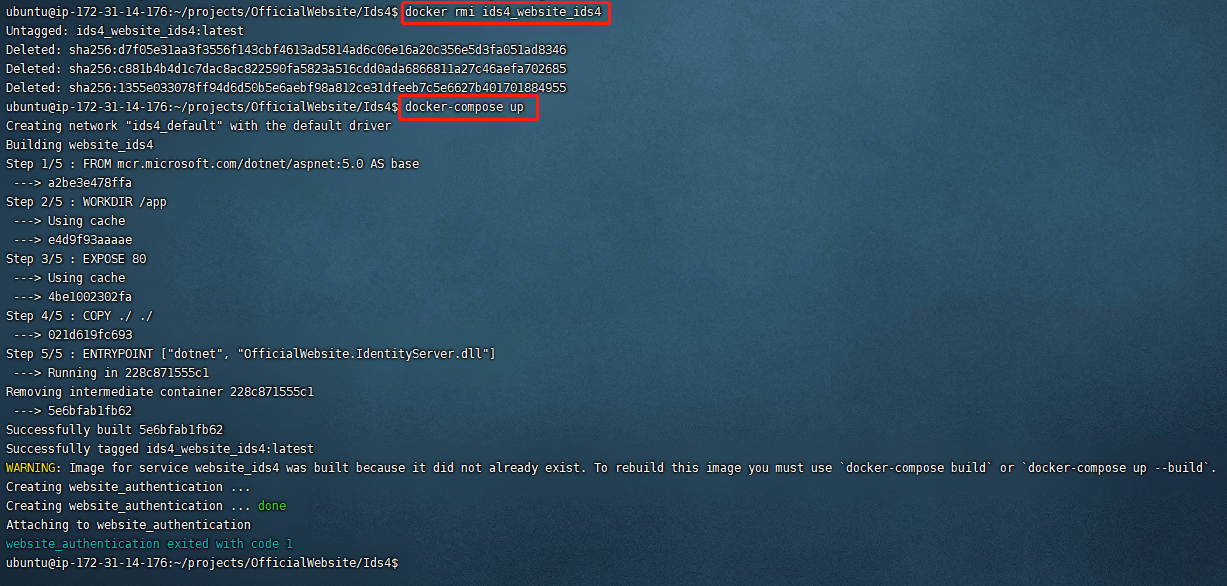 ubuntu@ip-172-31-14-176:~/projects/OfficialWebsite/Ids4$ docker rmi ids4_website_ids4
Untagged: ids4_website_ids4:latest
Deleted: sha256:d7f05e31aa3f3556f143cbf4613ad5814ad6c06e16a20c356e5d3fa051ad8346
Deleted: sha256:c881b4b4d1c7dac8ac822590fa5823a516cdd0ada6866811a27c46aefa702685
Deleted: sha256:1355e033078ff94d6d50b5e6aebf98a812ce31dfeeb7c5e6627b401701884955
ubuntu@ip-172-31-14-176:~/projects/OfficialWebsite/Ids4$ docker-compose up
Creating network "ids4_default" with the default driver
Building website_ids4
Step 1/5 : FROM mcr.microsoft.com/dotnet/aspnet:5.0 AS base
 ---> a2be3e478ffa
Step 2/5 : WORKDIR /app
 ---> Using cache
 ---> e4d9f93aaaae
Step 3/5 : EXPOSE 80
 ---> Using cache
 ---> 4be1002302fa
Step 4/5 : COPY ./ ./
 ---> 021d619fc693
Step 5/5 : ENTRYPOINT ["dotnet", "OfficialWebsite.IdentityServer.dll"]
 ---> Running in 228c871555c1
Removing intermediate container 228c871555c1
 ---> 5e6bfab1fb62
Successfully built 5e6bfab1fb62
Successfully tagged ids4_website_ids4:latest
WARNING: Image for service website_ids4 was built because it did not already exist. To rebuild this image you must use `docker-compose build` or `docker-compose up --build`.
Creating website_authentication ...
Creating website_authentication ... done
Attaching to website_authentication
website_authentication exited with code 1
ubuntu@ip-172-31-14-176:~/projects/OfficialWebsite/Ids4$